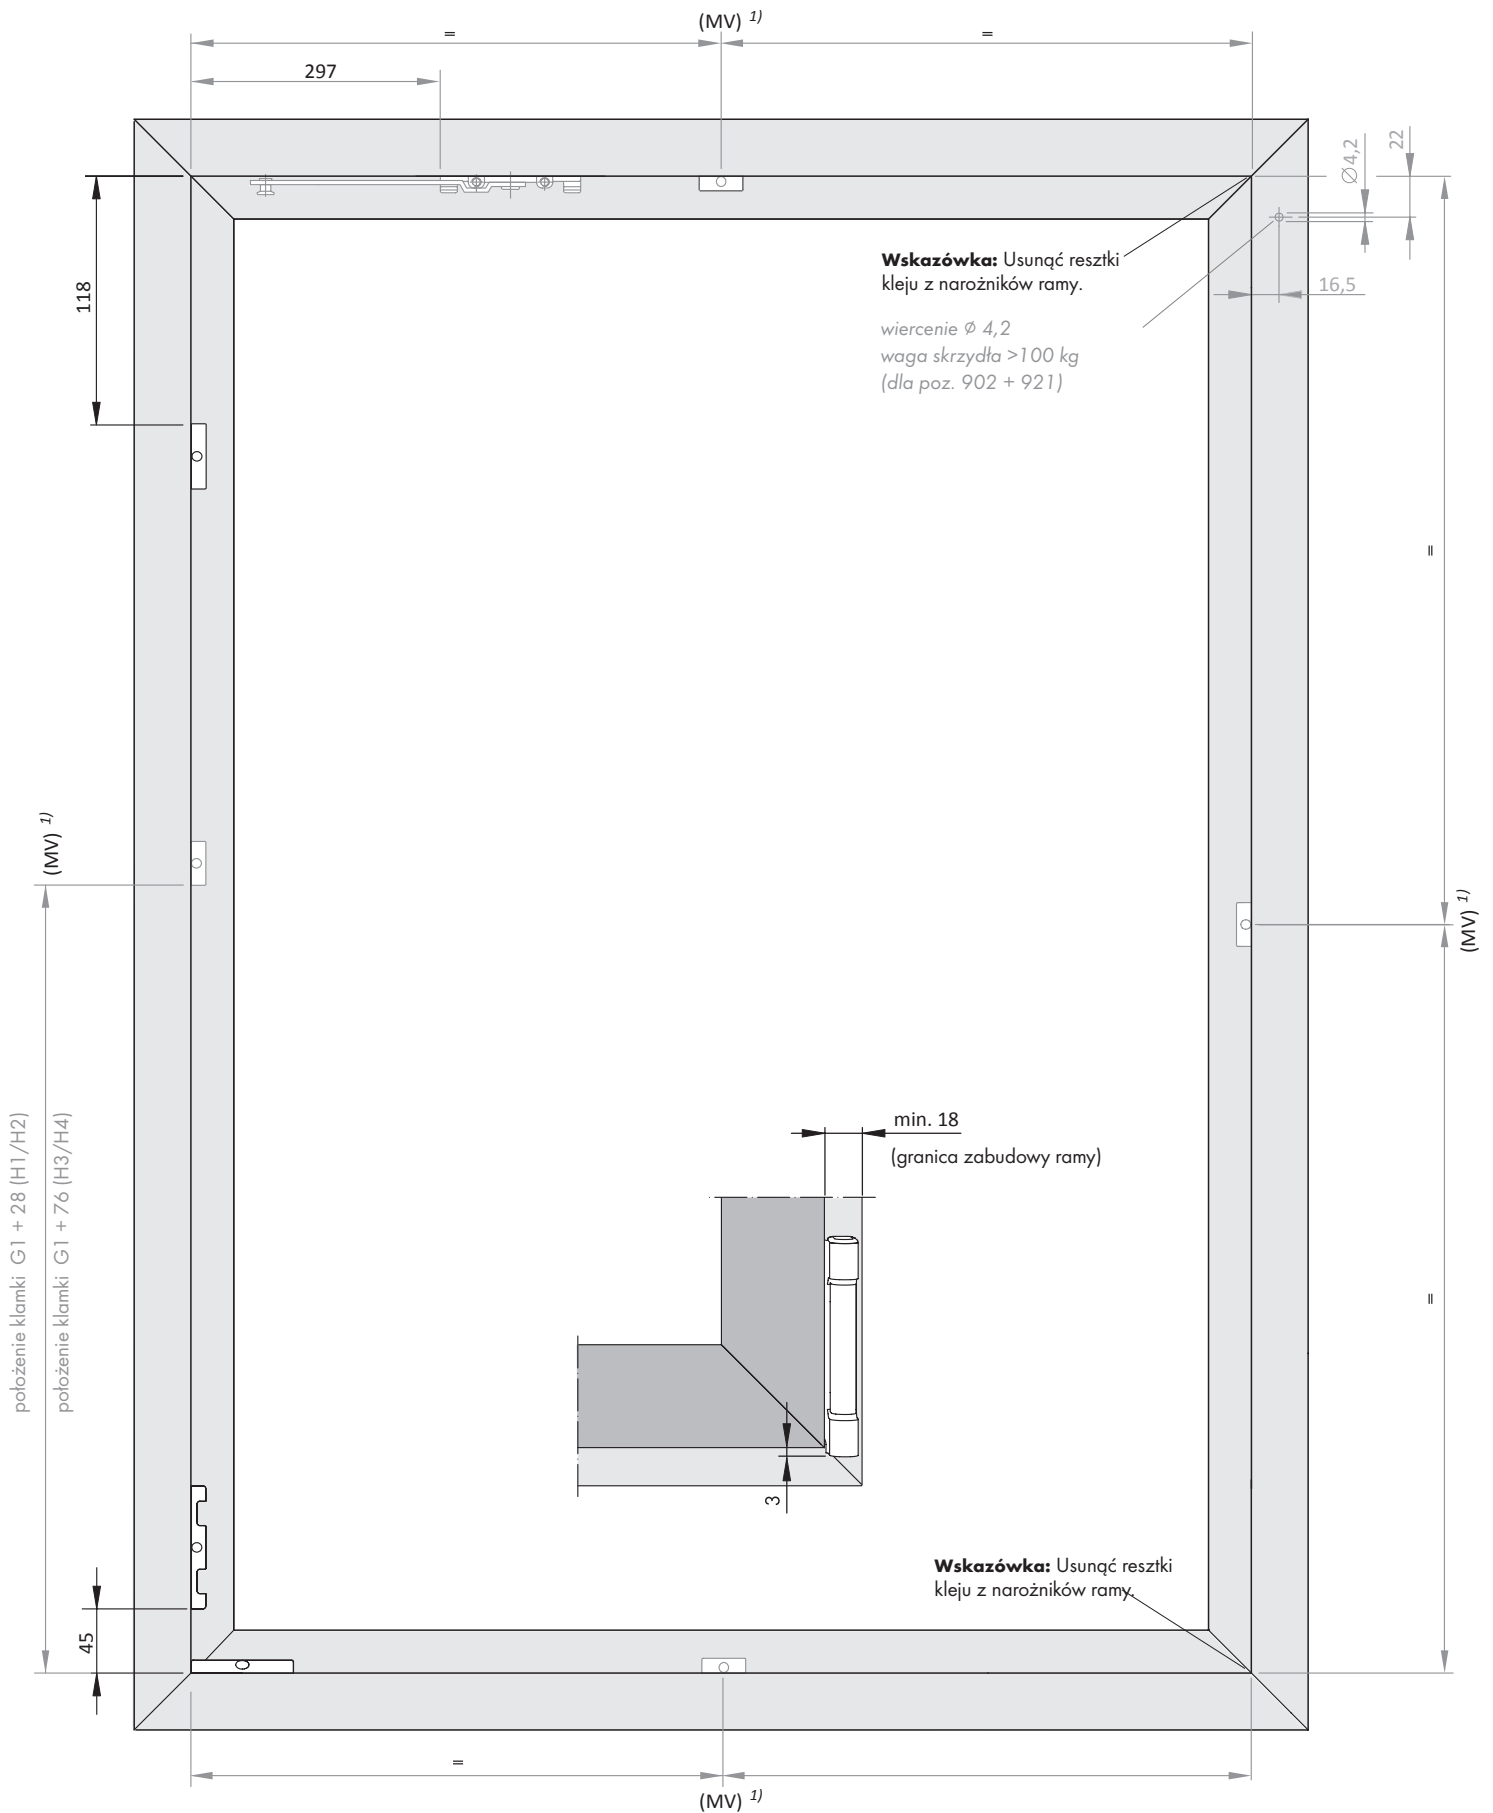 (MV) 1)
=
=
297
Ø4,2
22
118
Wskazówka: Usunąć resztki
kleju z narożników ramy.
16,5
wiercenie ø 4,2
waga skrzydła >100 kg
(dla poz. 902 + 921)
=
(MV) 1)
(MV) 1)
położenie klamki G1 + 28 (H1/H2)
położenie klamki G1 + 76 (H3/H4)
min. 18
(granica zabudowy ramy)
=
3
Wskazówka: Usunąć resztki
kleju z narożników ramy.
45
=
(MV) 1)